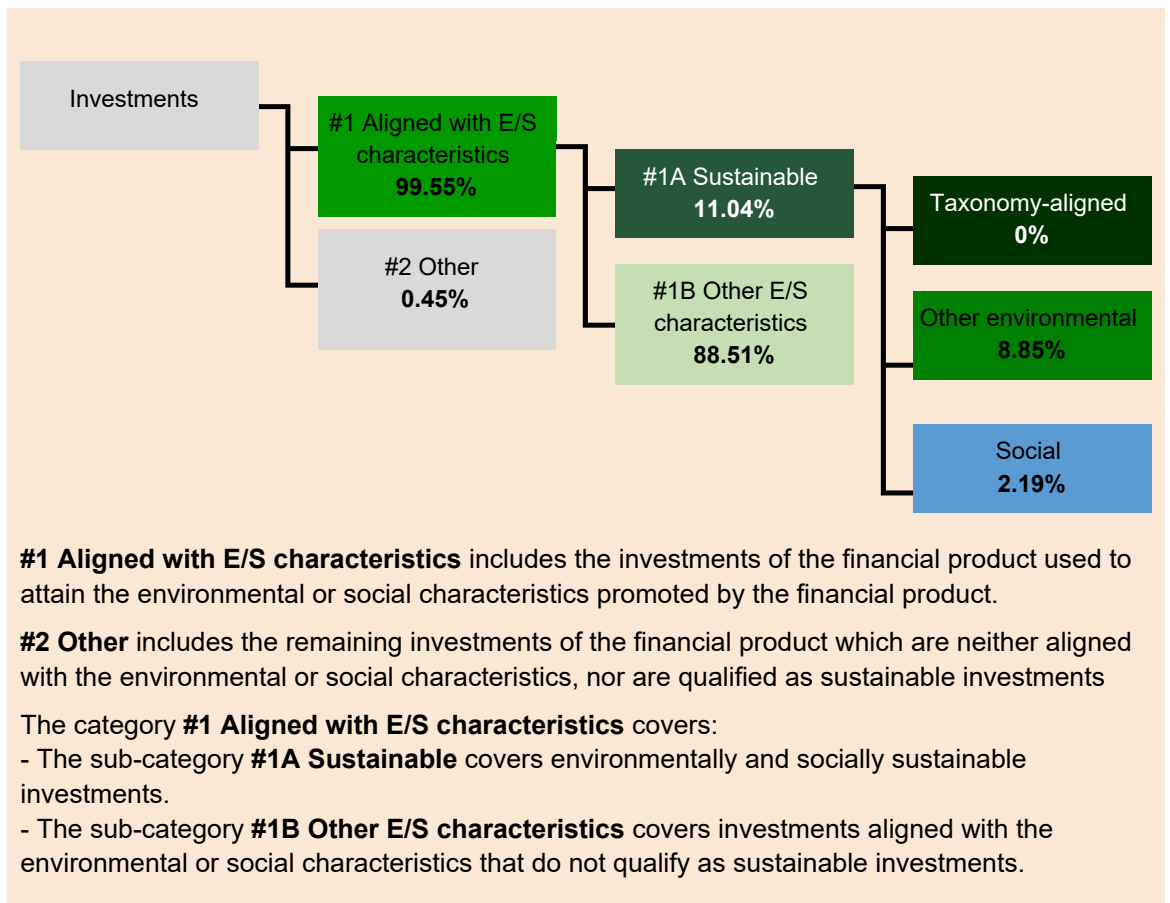 Investments
#1 Aligned with E/S
characteristics
99.55%
#2 Other
0.45%
#1A Sustainable
11.04%
#1B Other E/S
characteristics
88.51%
Taxonomy-aligned
0%
Other environmental
8.85%
Social
2.19%
#1 Aligned with E/S characteristics includes the investments of the financial product used to
attain the environmental or social characteristics promoted by the financial product.
#2 Other includes the remaining investments of the financial product which are neither aligned
with the environmental or social characteristics, nor are qualified as sustainable investments
The category #1 Aligned with E/S characteristics covers:
- The sub-category #1A Sustainable covers environmentally and socially sustainable
investments.
- The sub-category #1B Other E/S characteristics covers investments aligned with the
environmental or social characteristics that do not qualify as sustainable investments.